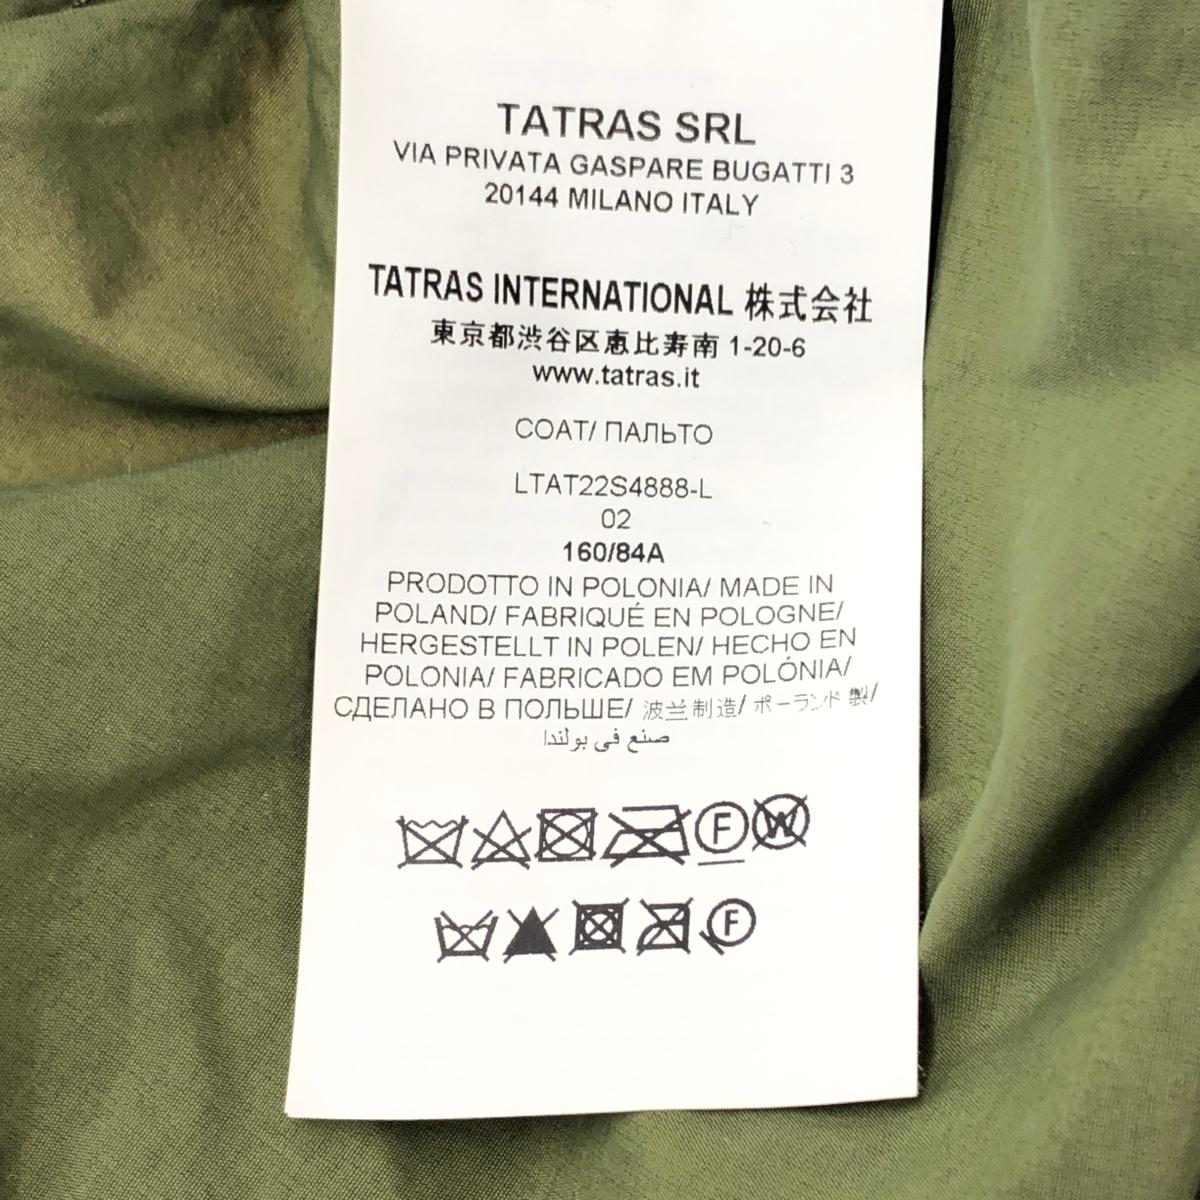 TATRAS SRL
VIA PRIVATA GASPARE BUGATTI 3
20144 MILANO ITALY
TATRAS INTERNATIONAL 株式会社
東京都渋谷区恵比寿南 1-20-6
www.tatras.it
COAT/ ПАЛЬТО
LTAT22S4888-L
02
160/84A
PRODOTTO IN POLONIA/ MADE IN
POLAND/ FABRIQUÉ EN POLOGNE/
HERGESTELLT IN POLEN/ HECHO EN
POLONIA/ FABRICADO EM POLÓNIA/
СДЕЛАНО В ПОЛЬШЕ/ 波兰制造/ ポーランド 製/
صنع في بولندا
F W
F